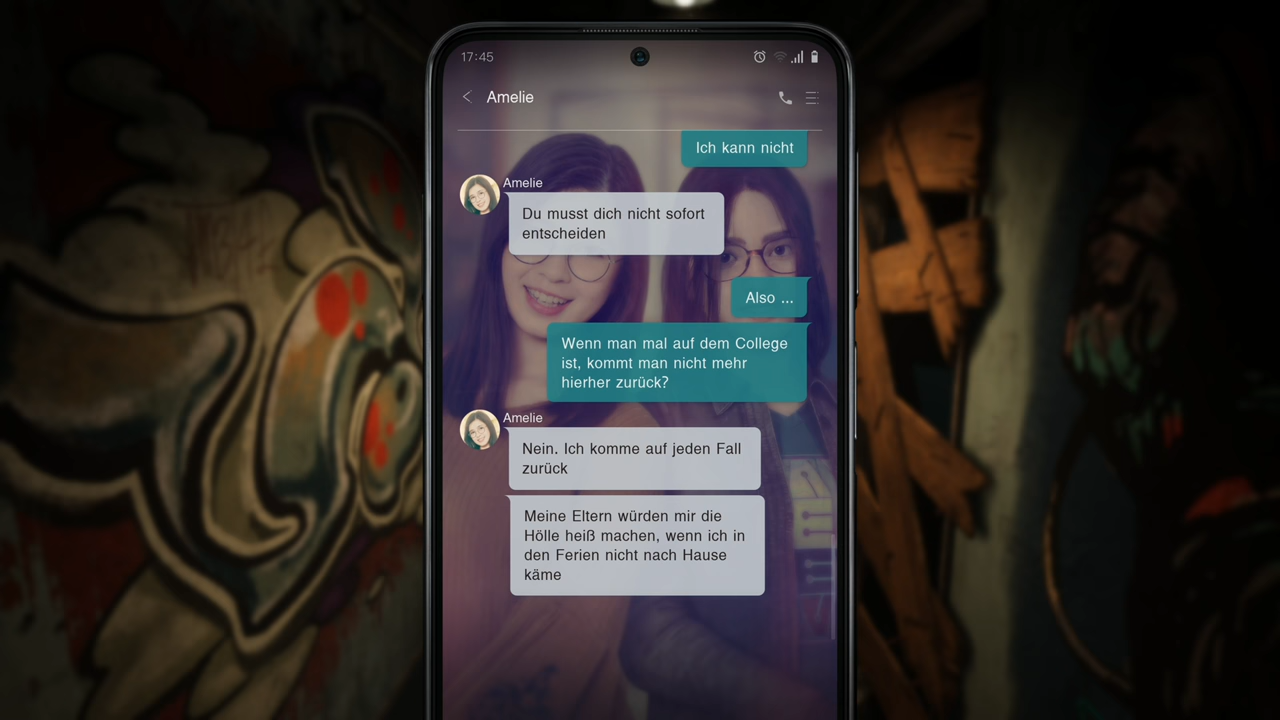 17:45
Amelie
Ich kann nicht
Amelie
Du musst dich nicht sofort
entscheiden
Also ...
Wenn man mal auf dem College
ist, kommt man nicht mehr
hierher zurück?
Amelie
Nein. Ich komme auf jeden Fall
zurück
Meine Eltern würden mir die
Hölle heiß machen, wenn ich in
den Ferien nicht nach Hause
käme